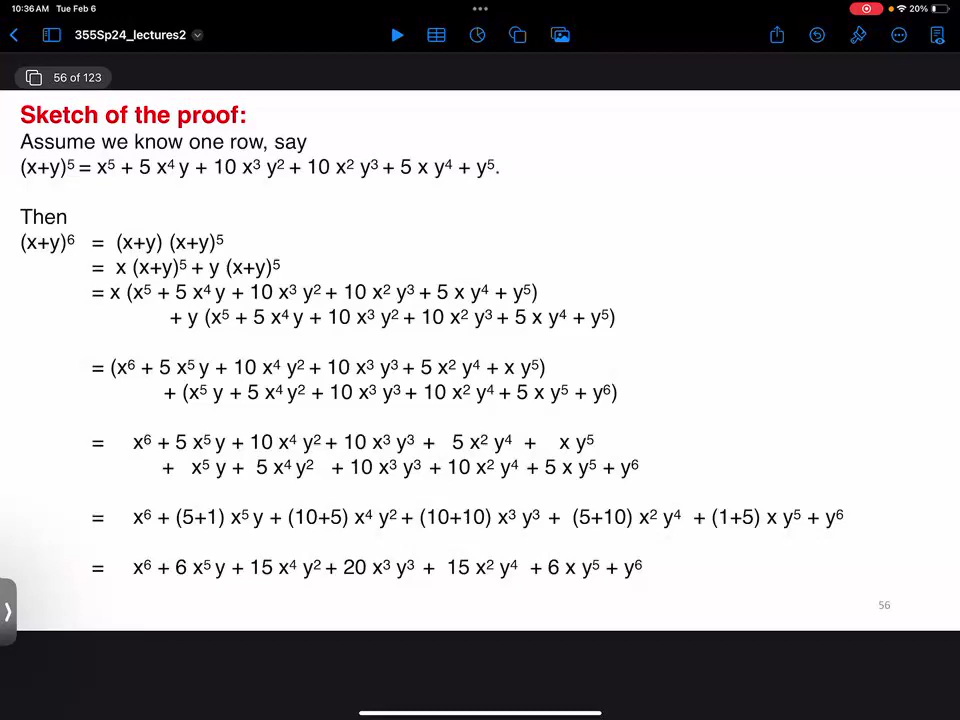 10:36 AM Tue Feb 6
20%
355Sp24_lectures2
56 of 123
Sketch of the proof:
Assume we know one row, say
(x+y)⁵ = x⁵ + 5 x⁴ y + 10 x³ y² + 10 x² y³ + 5 x y⁴ + y⁵.
Then
(x+y)⁶ = (x+y) (x+y)⁵
= x (x+y)⁵ + y (x+y)⁵
= x (x⁵ + 5 x⁴ y + 10 x³ y² + 10 x² y³ + 5 x y⁴ + y⁵)
+ y (x⁵ + 5 x⁴ y + 10 x³ y² + 10 x² y³ + 5 x y⁴ + y⁵)
= (x⁶ + 5 x⁵ y + 10 x⁴ y² + 10 x³ y³ + 5 x² y⁴ + x y⁵)
+ (x⁵ y + 5 x⁴ y² + 10 x³ y³ + 10 x² y⁴ + 5 x y⁵ + y⁶)
= x⁶ + 5 x⁵ y + 10 x⁴ y² + 10 x³ y³ + 5 x² y⁴ + x y⁵
+ x⁵ y + 5 x⁴ y² + 10 x³ y³ + 10 x² y⁴ + 5 x y⁵ + y⁶
= x⁶ + (5+1) x⁵ y + (10+5) x⁴ y² + (10+10) x³ y³ + (5+10) x² y⁴ + (1+5) x y⁵ + y⁶
= x⁶ + 6 x⁵ y + 15 x⁴ y² + 20 x³ y³ + 15 x² y⁴ + 6 x y⁵ + y⁶
56